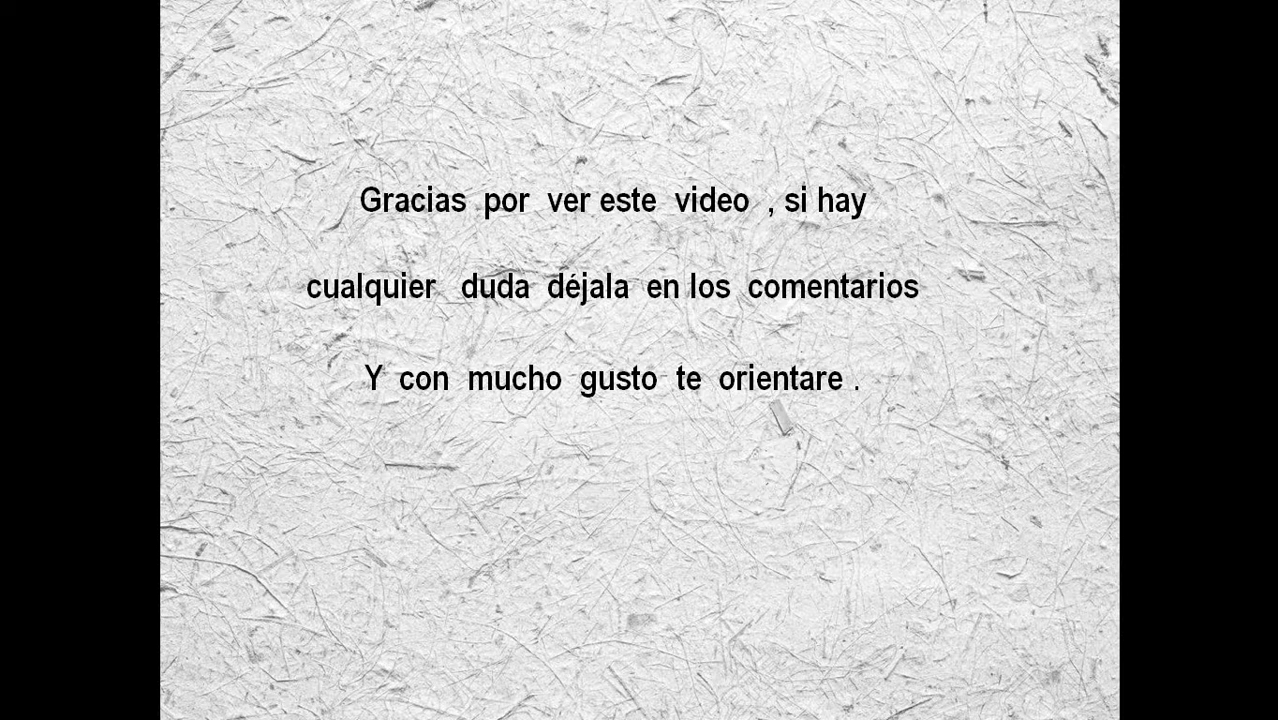 Gracias por ver este video , si hay
cualquier duda déjala en los comentarios
Y con mucho gusto te orientare .